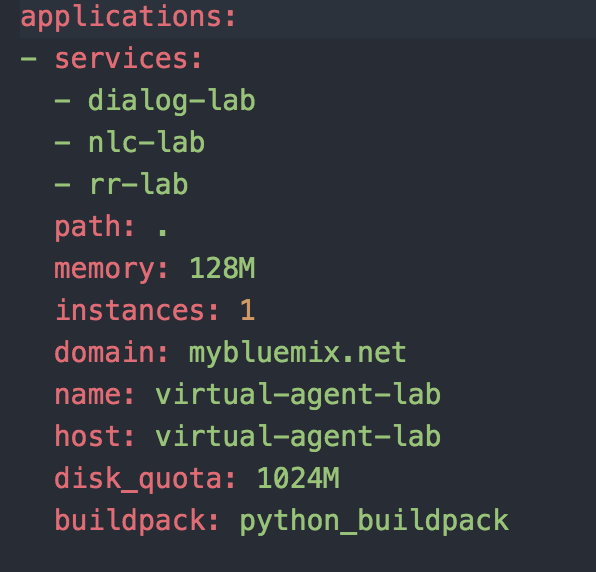 applications:
- services:
  - dialog-lab
  - nlc-lab
  - rr-lab
  path: .
  memory: 128M
  instances: 1
  domain: mybluemix.net
  name: virtual-agent-lab
  host: virtual-agent-lab
  disk_quota: 1024M
  buildpack: python_buildpack